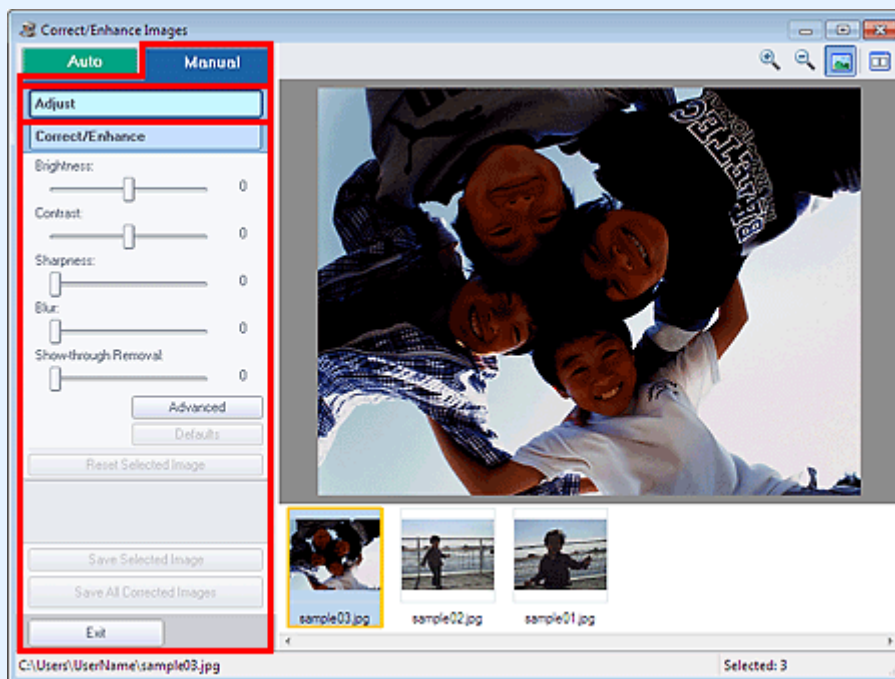 Correct/Enhance Images
Auto
Manual
Adjust
Correct/Enhance
Brightness:
0
Contrast:
0
Sharpness:
0
Blur:
0
Show-through Removal:
0
Advanced
Defaults
Reset Selected Image
Save Selected Image
Save All Corrected Images
Exit
sample03.jpg
sample02.jpg
sample01.jpg
C:\Users\UserName\sample03.jpg
Selected: 3